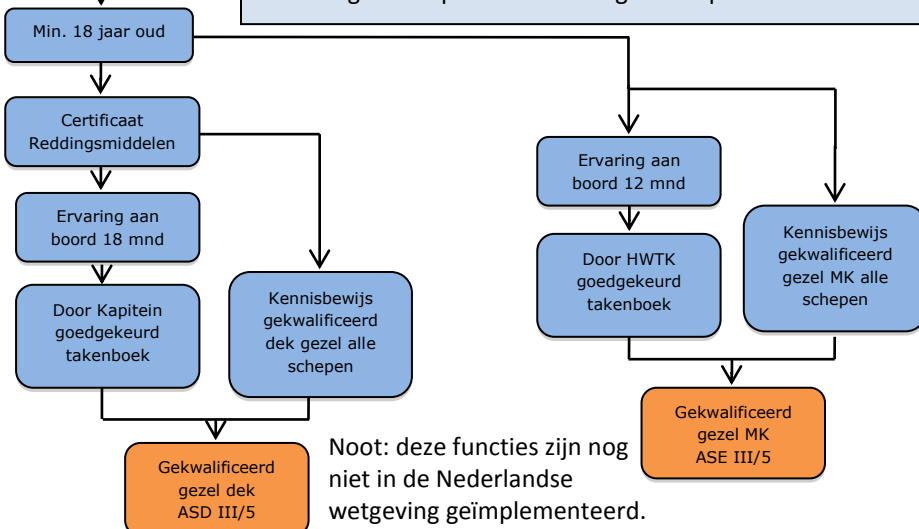 Min. 18 jaar oud
Certificaat
Reddingsmiddelen
Ervaring aan
boord 18 mnd
Door Kapitein
goedgekeurd
takenboek
Kennisbewijs
gekwalificeerd
dek gezel alle
schepen
Gekwalificeerd
gezel dek
ASD III/5
Ervaring aan
boord 12 mnd
Door HWTK
goedgekeurd
takenboek
Kennisbewijs
gekwalificeerd
gezel MK alle
schepen
Gekwalificeerd
gezel MK
ASE III/5
Noot: deze functies zijn nog
niet in de Nederlandse
wetgeving geïmplementeerd.